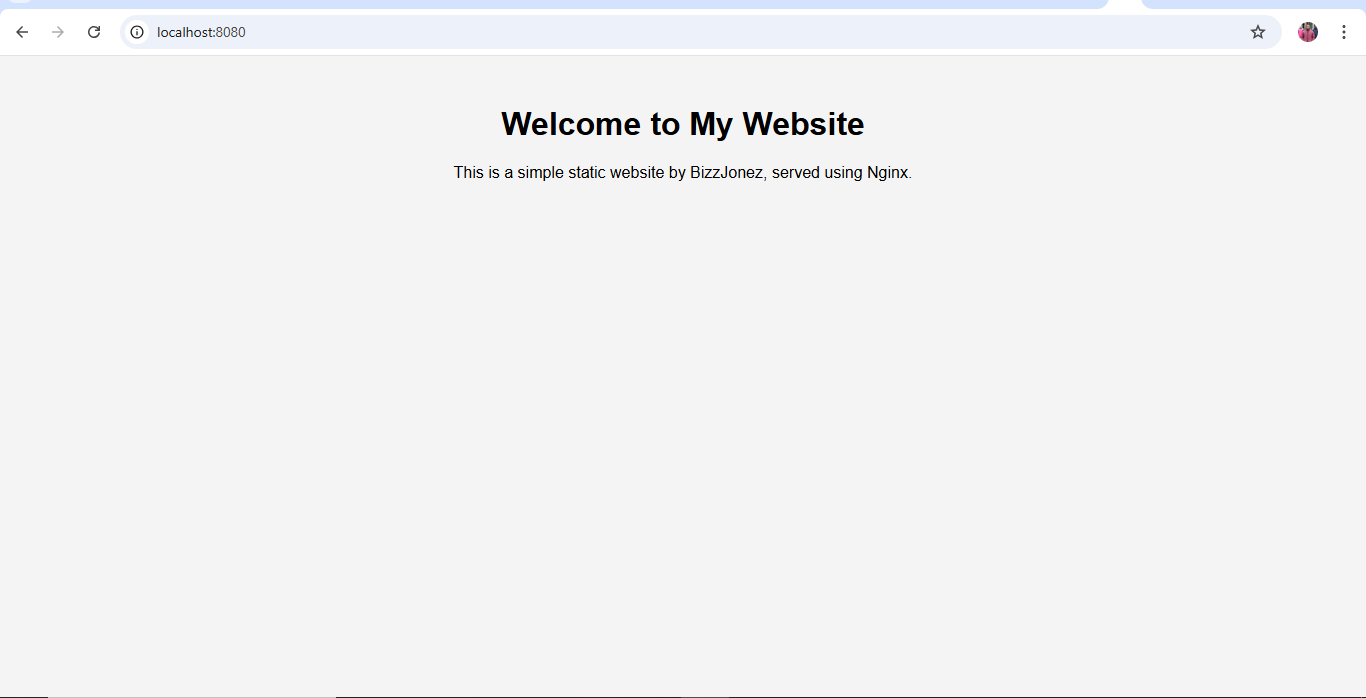 localhost:8080
Welcome to My Website
This is a simple static website by BizzJonez, served using Nginx.